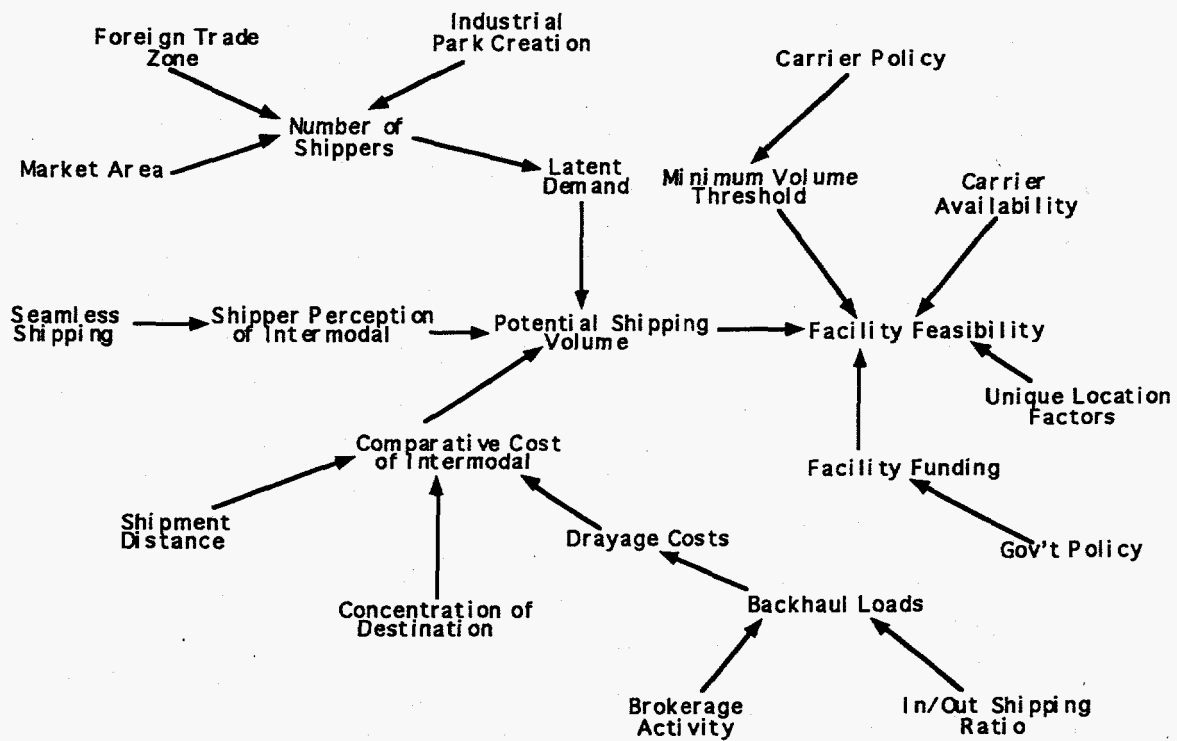 Foreign Trade
Zone
Industrial
Park Creation
Carrier Policy
Number of
Shippers
Market Area
Latent
Demand
Minimum Volume
Threshold
Carrier
Availability
Seamless
Shipping
Shipper Perception
of Intermodal
Potential Shipping
Volume
Facility Feasibility
Unique Location
Factors
Comparative Cost
of Intermodal
Facility Funding
Shipment
Distance
Drayage Costs
Gov't Policy
Concentration of
Destination
Backhaul Loads
Brokerage
Activity
In/Out Shipping
Ratio